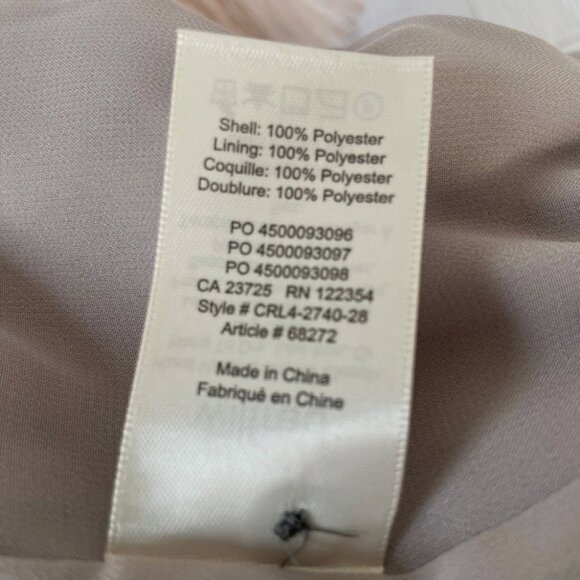 Shell: 100% Polyester
Lining: 100% Polyester
Coquille: 100% Polyester
Doublure: 100% Polyester
PO 4500093096
PO 4500093097
PO 4500093098
CA 23725 RN 122354
Style # CRL4-2740-28
Article # 68272
Made in China
Fabriqué en Chine